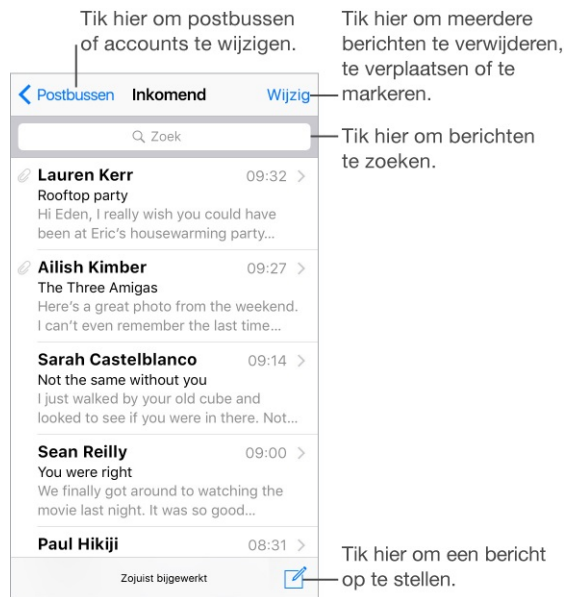 Tik hier om postbussen
of accounts te wijzigen.
Tik hier om meerdere
berichten te verwijderen,
te verplaatsen of te
markeren.
Postbussen Inkomend Wijzig
Zoek
Tik hier om berichten
te zoeken.
Lauren Kerr 09:32
Rooftop party
Hi Eden, I really wish you could have
been at Eric's housewarming party...
Ailish Kimber 09:27
The Three Amigas
Here's a great photo from the weekend.
I can't even remember the last time...
Sarah Castelblanco 09:14
Not the same without you
I just walked by your old cube and
looked to see if you were in there. Not...
Sean Reilly 09:00
You were right
We finally got around to watching the
movie last night. It was so good...
Paul Hikiji 08:31
Zojuist bijgewerkt
Tik hier om een bericht
op te stellen.